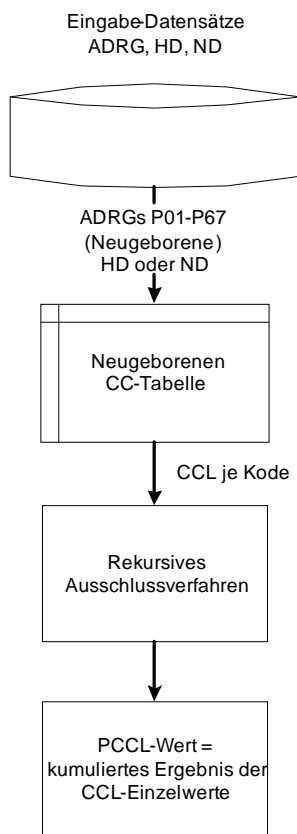 Eingabe-Datensätze
ADRG, HD, ND
ADRGs P01-P67
(Neugeborene)
HD oder ND
Neugeborenen
CC-Tabelle
CCL je Kode
Rekursives
Ausschlussverfahren
PCCL-Wert =
kumuliertes Ergebnis der
CCL-Einzelwerte